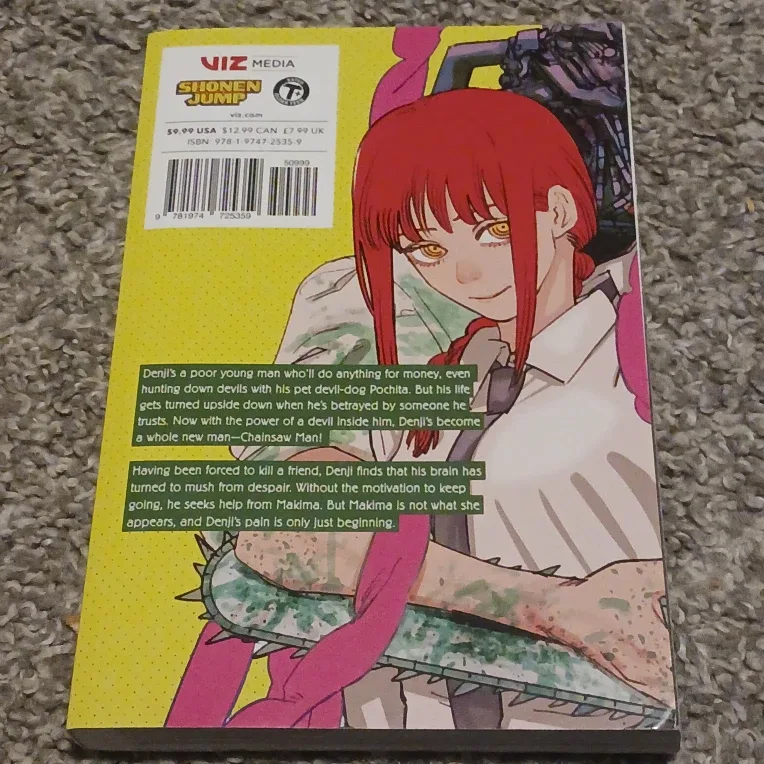 VIZ MEDIA
SHONEN
JUMP
T+
viz.com
$9.99 USA $12.99 CAN £7.99 UK
ISBN: 978-1-9747-2535-9
50999
9 781974 725359
Denji's a poor young man who'll do anything for money, even
hunting down devils with his pet devil-dog Pochita. But his life
gets turned upside down when he's betrayed by someone he
trusts. Now with the power of a devil inside him, Denji's become
a whole new man—Chainsaw Man!
Having been forced to kill a friend, Denji finds that his brain has
turned to mush from despair. Without the motivation to keep
going, he seeks help from Makima. But Makima is not what she
appears, and Denji's pain is only just beginning.